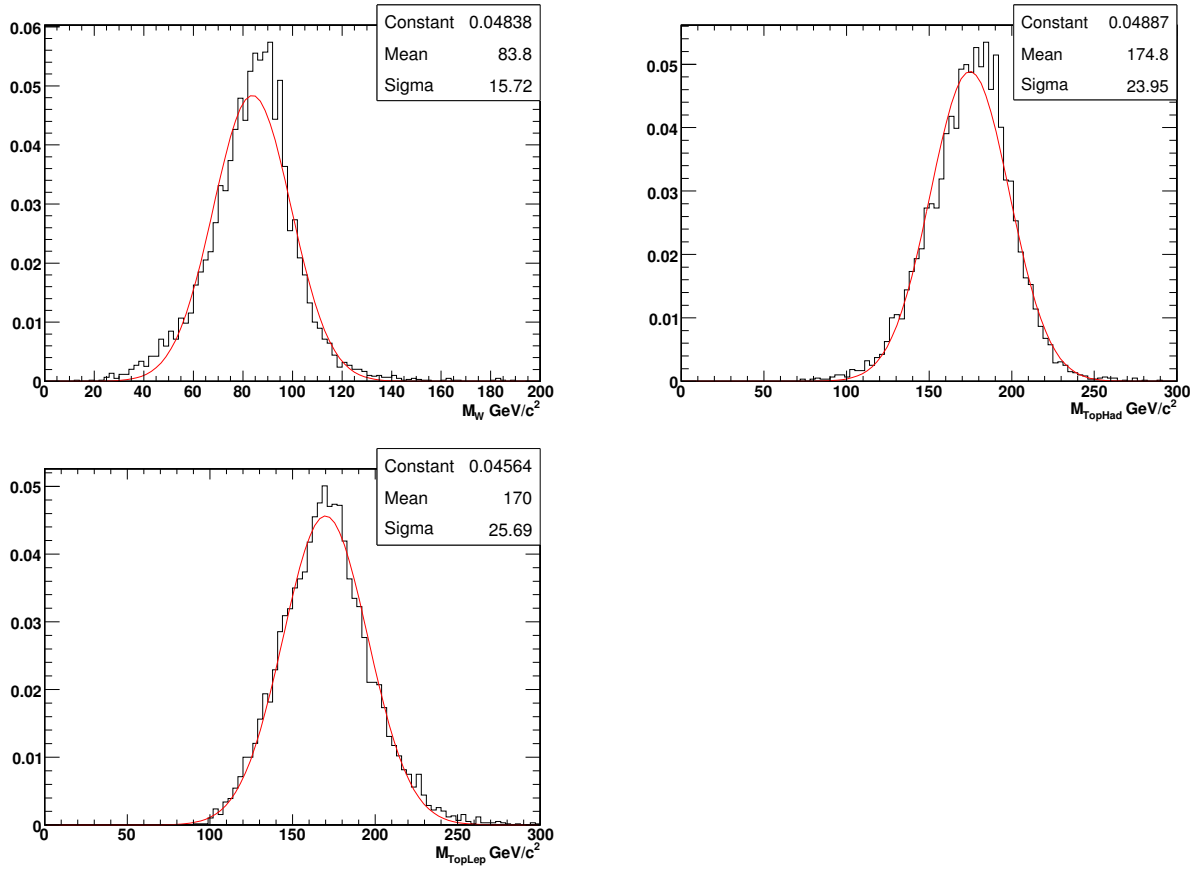 Constant 0.04838
Mean 83.8
Sigma 15.72
0.06
0.05
0.04
0.03
0.02
0.01
0
0 20 40 60 80 100 120 140 160 180 200
M_W GeV/c²
Constant 0.04887
Mean 174.8
Sigma 23.95
0.05
0.04
0.03
0.02
0.01
0
0 50 100 150 200 250 300
M_TopHad GeV/c²
Constant 0.04564
Mean 170
Sigma 25.69
0.05
0.04
0.03
0.02
0.01
0
0 50 100 150 200 250 300
M_TopLep GeV/c²